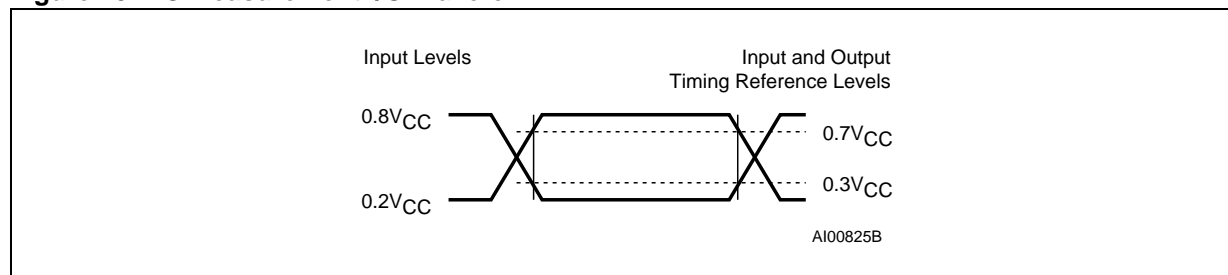 Input Levels
Input and Output
Timing Reference Levels
0.8VCC
0.7VCC
0.3VCC
0.2VCC
AI00825B